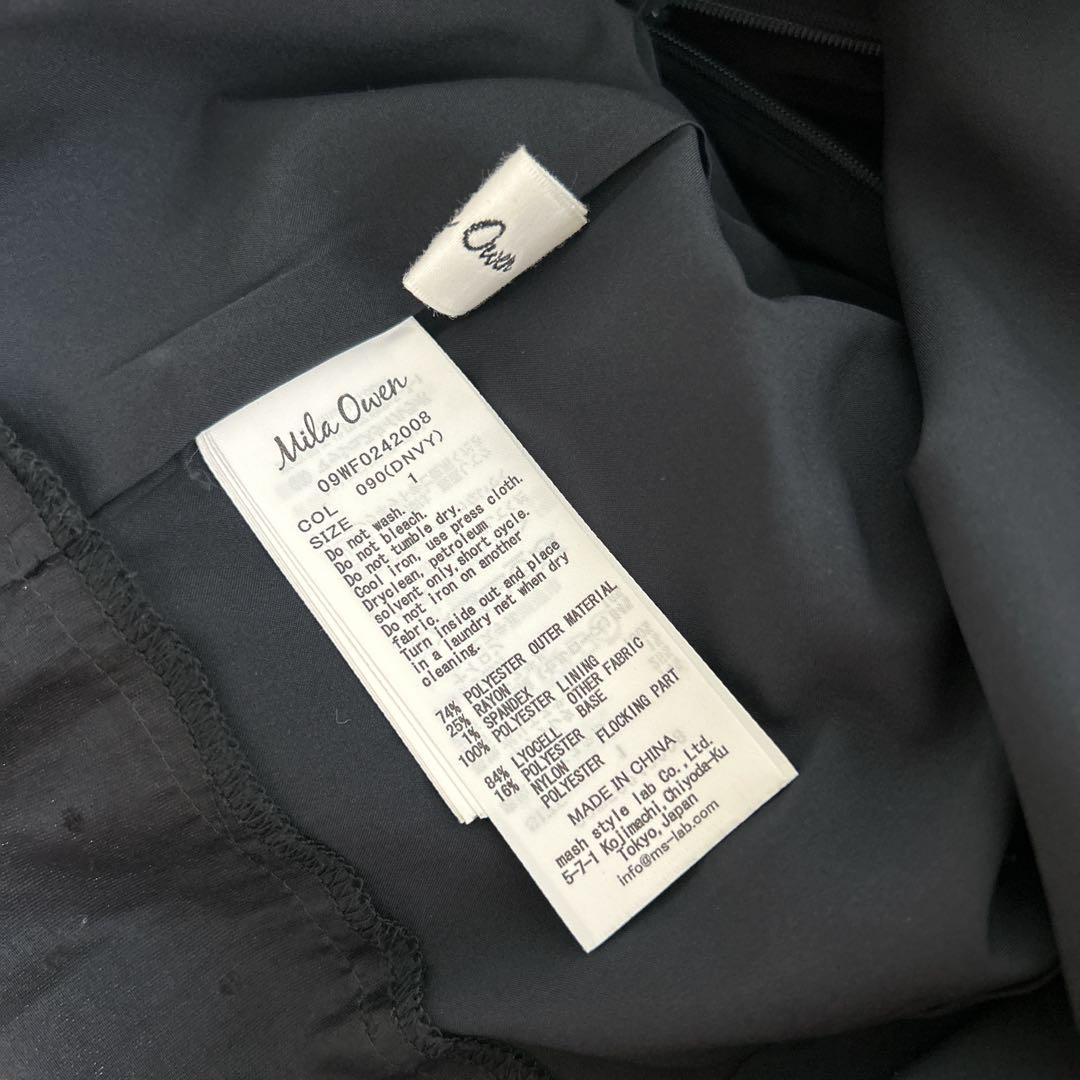 Owen
Mila Owen
09WF0242008
COL 090(DNVY)
SIZE 1
Do not wash.
Do not bleach.
Do not tumble dry.
Cool iron, use press cloth.
Dryclean, petroleum
solvent only, short cycle.
Do not iron on another
fabric.
Turn inside out and place
in a laundry net when dry
cleaning.
74% POLYESTER OUTER MATERIAL
25% RAYON
1% SPANDEX
100% POLYESTER LINING
84% LYOCELL OTHER FABRIC
16% POLYESTER BASE
NYLON FLOCKING PART
POLYESTER
MADE IN CHINA
mash style lab Co., Ltd.
5-7-1 Kojimachi, Chiyoda-Ku
Tokyo, Japan
info@ms-lab.com